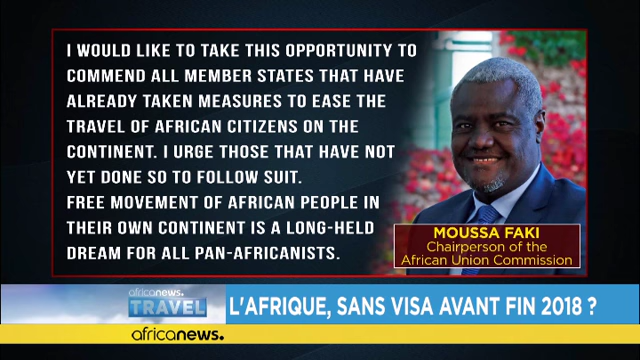 I WOULD LIKE TO TAKE THIS OPPORTUNITY TO
COMMEND ALL MEMBER STATES THAT HAVE
ALREADY TAKEN MEASURES TO EASE THE
TRAVEL OF AFRICAN CITIZENS ON THE
CONTINENT. I URGE THOSE THAT HAVE NOT
YET DONE SO TO FOLLOW SUIT.
FREE MOVEMENT OF AFRICAN PEOPLE IN
THEIR OWN CONTINENT IS A LONG-HELD
DREAM FOR ALL PAN-AFRICANISTS.
MOUSSA FAKI
Chairperson of the
African Union Commission
africanews.
TRAVEL
L'AFRIQUE, SANS VISA AVANT FIN 2018 ?
africanews.